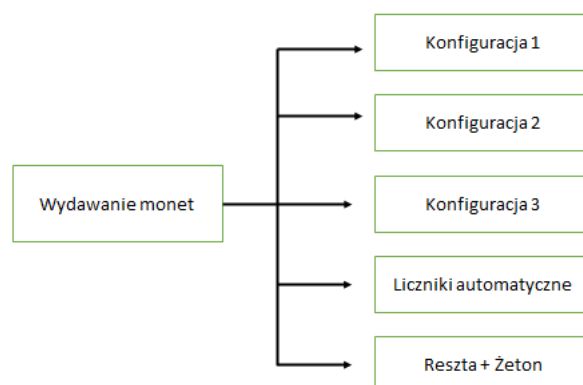 Konfiguracja 1
Konfiguracja 2
Wydawanie monet
Konfiguracja 3
Liczniki automatyczne
Reszta + Żeton